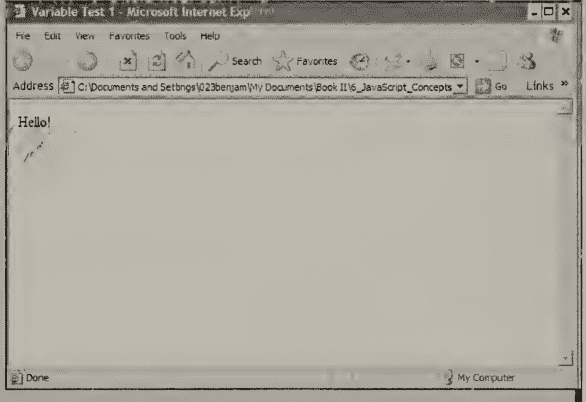 Variable Test 1 - Microsoft Internet Exp
File Edit View Favorites Tools Help
Search Favorites
Address C:\Documents and Settings\023benjam\My Documents\Book II\6_JavaScript_Concepts Go Links »
Hello!
Done My Computer